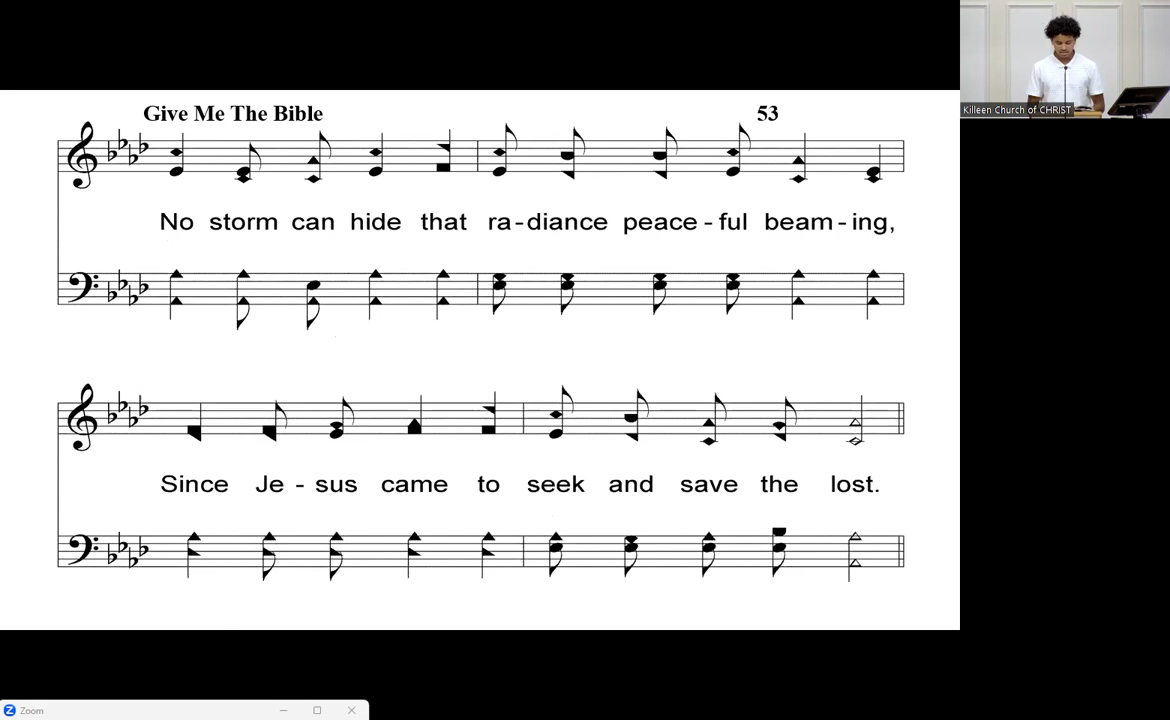 Give Me The Bible 53
Killeen Church of CHRIST
No storm can hide that ra-diance peace-ful beam-ing,
Since Je-sus came to seek and save the lost.
Zoom